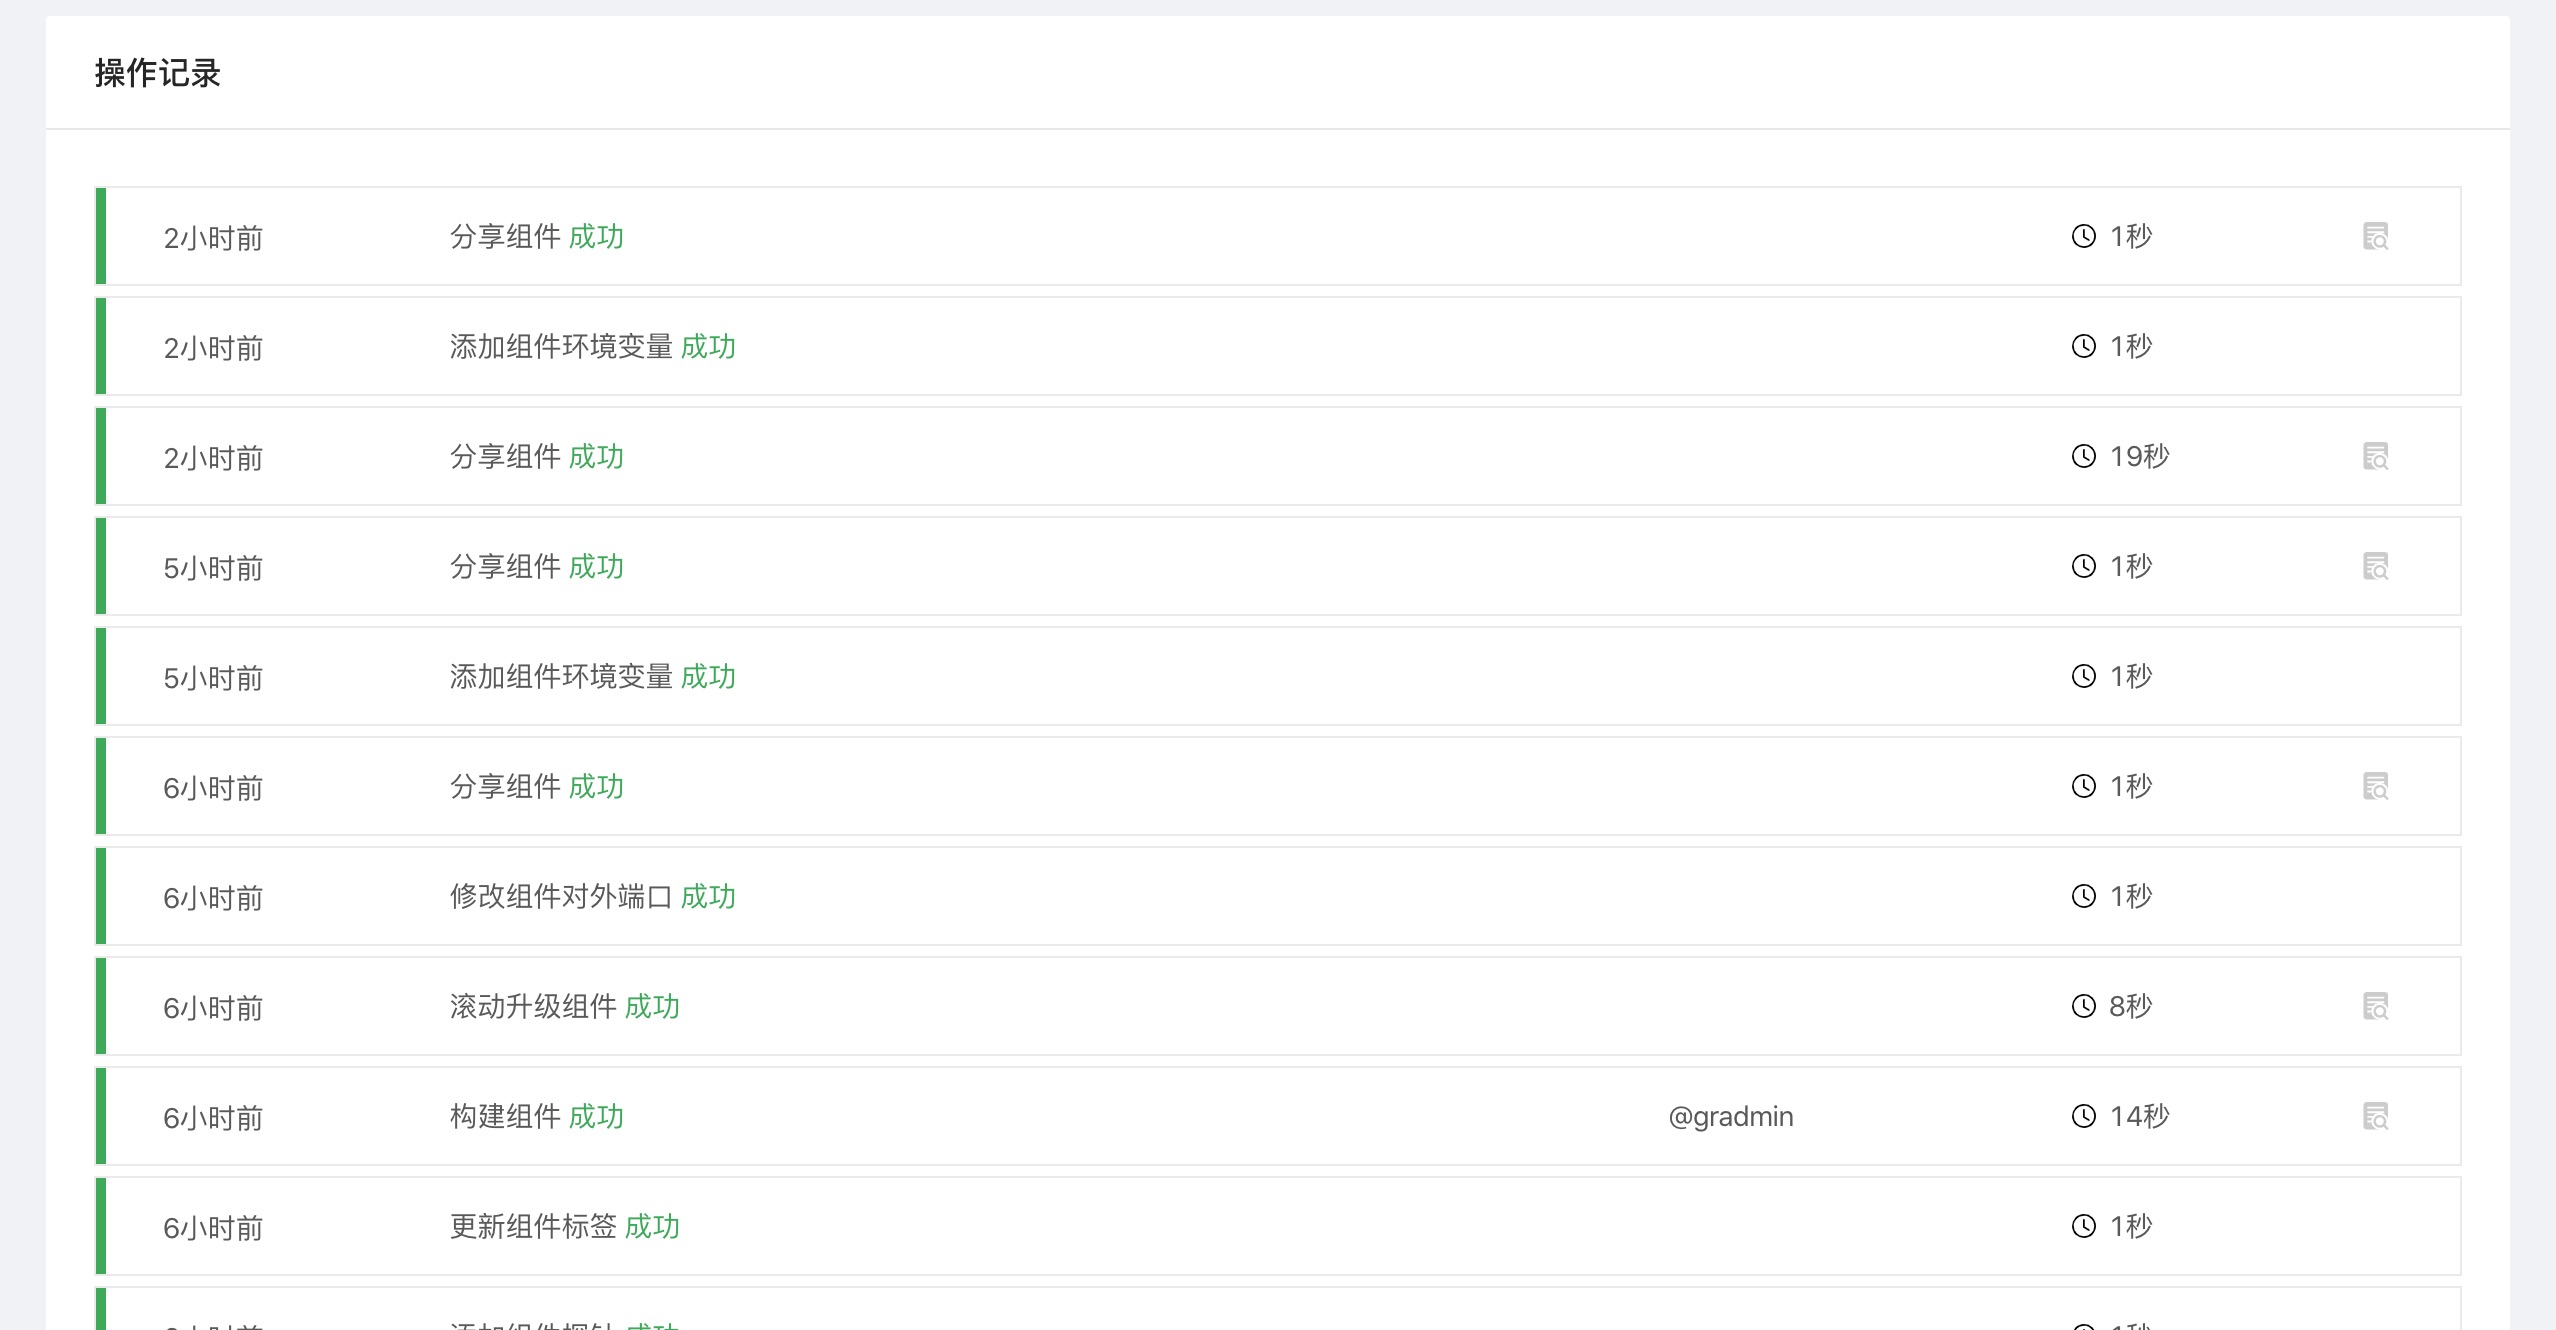 操作记录
2小时前 分享组件 成功 1秒
2小时前 添加组件环境变量 成功 1秒
2小时前 分享组件 成功 19秒
5小时前 分享组件 成功 1秒
5小时前 添加组件环境变量 成功 1秒
6小时前 分享组件 成功 1秒
6小时前 修改组件对外端口 成功 1秒
6小时前 滚动升级组件 成功 8秒
6小时前 构建组件 成功 @gradmin 14秒
6小时前 更新组件标签 成功 1秒